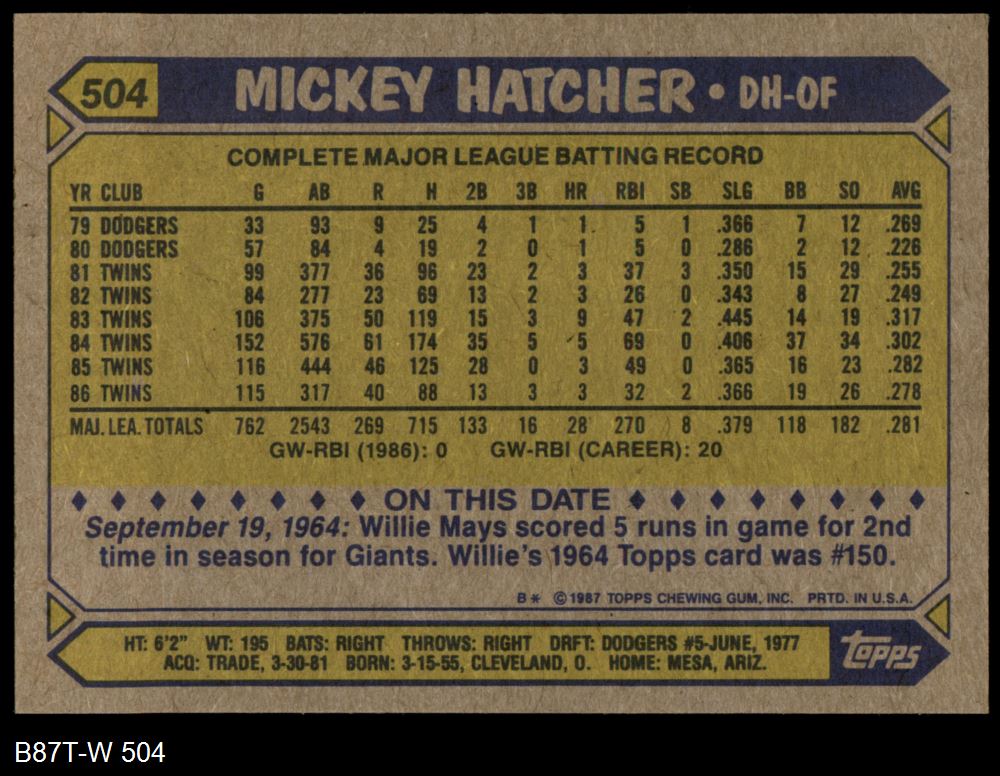 504 MICKEY HATCHER • DH-OF
COMPLETE MAJOR LEAGUE BATTING RECORD
YR CLUB G AB R H 2B 3B HR RBI SB SLG BB SO AVG
79 DODGERS 33 93 9 25 4 1 1 5 1 .366 7 12 .269
80 DODGERS 57 84 4 19 2 0 1 5 0 .286 2 12 .226
81 TWINS 99 377 36 96 23 2 3 37 3 .350 15 29 .255
82 TWINS 84 277 23 69 13 2 3 26 0 .343 8 27 .249
83 TWINS 106 375 50 119 15 3 9 47 2 .445 14 19 .317
84 TWINS 152 576 61 174 35 5 5 69 0 .406 37 34 .302
85 TWINS 116 444 46 125 28 0 3 49 0 .365 16 23 .282
86 TWINS 115 317 40 88 13 3 3 32 2 .366 19 26 .278
MAJ. LEA. TOTALS 762 2543 269 715 133 16 28 270 8 .379 118 182 .281
GW-RBI (1986): 0 GW-RBI (CAREER): 20
♦ ♦ ♦ ♦ ♦ ♦ ♦ ♦ ON THIS DATE ♦ ♦ ♦ ♦ ♦ ♦ ♦ ♦
September 19, 1964: Willie Mays scored 5 runs in game for 2nd
time in season for Giants. Willie's 1964 Topps card was #150.
B* ©1987 TOPPS CHEWING GUM, INC. PRTD. IN U.S.A.
HT: 6'2" WT: 195 BATS: RIGHT THROWS: RIGHT DRFT: DODGERS #5-JUNE, 1977
ACQ: TRADE, 3-30-81 BORN: 3-15-55, CLEVELAND, O. HOME: MESA, ARIZ.
topps
B87T-W 504